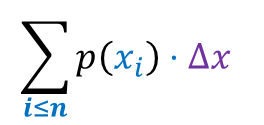 ∑ p(xᵢ) · Δx
i≤n